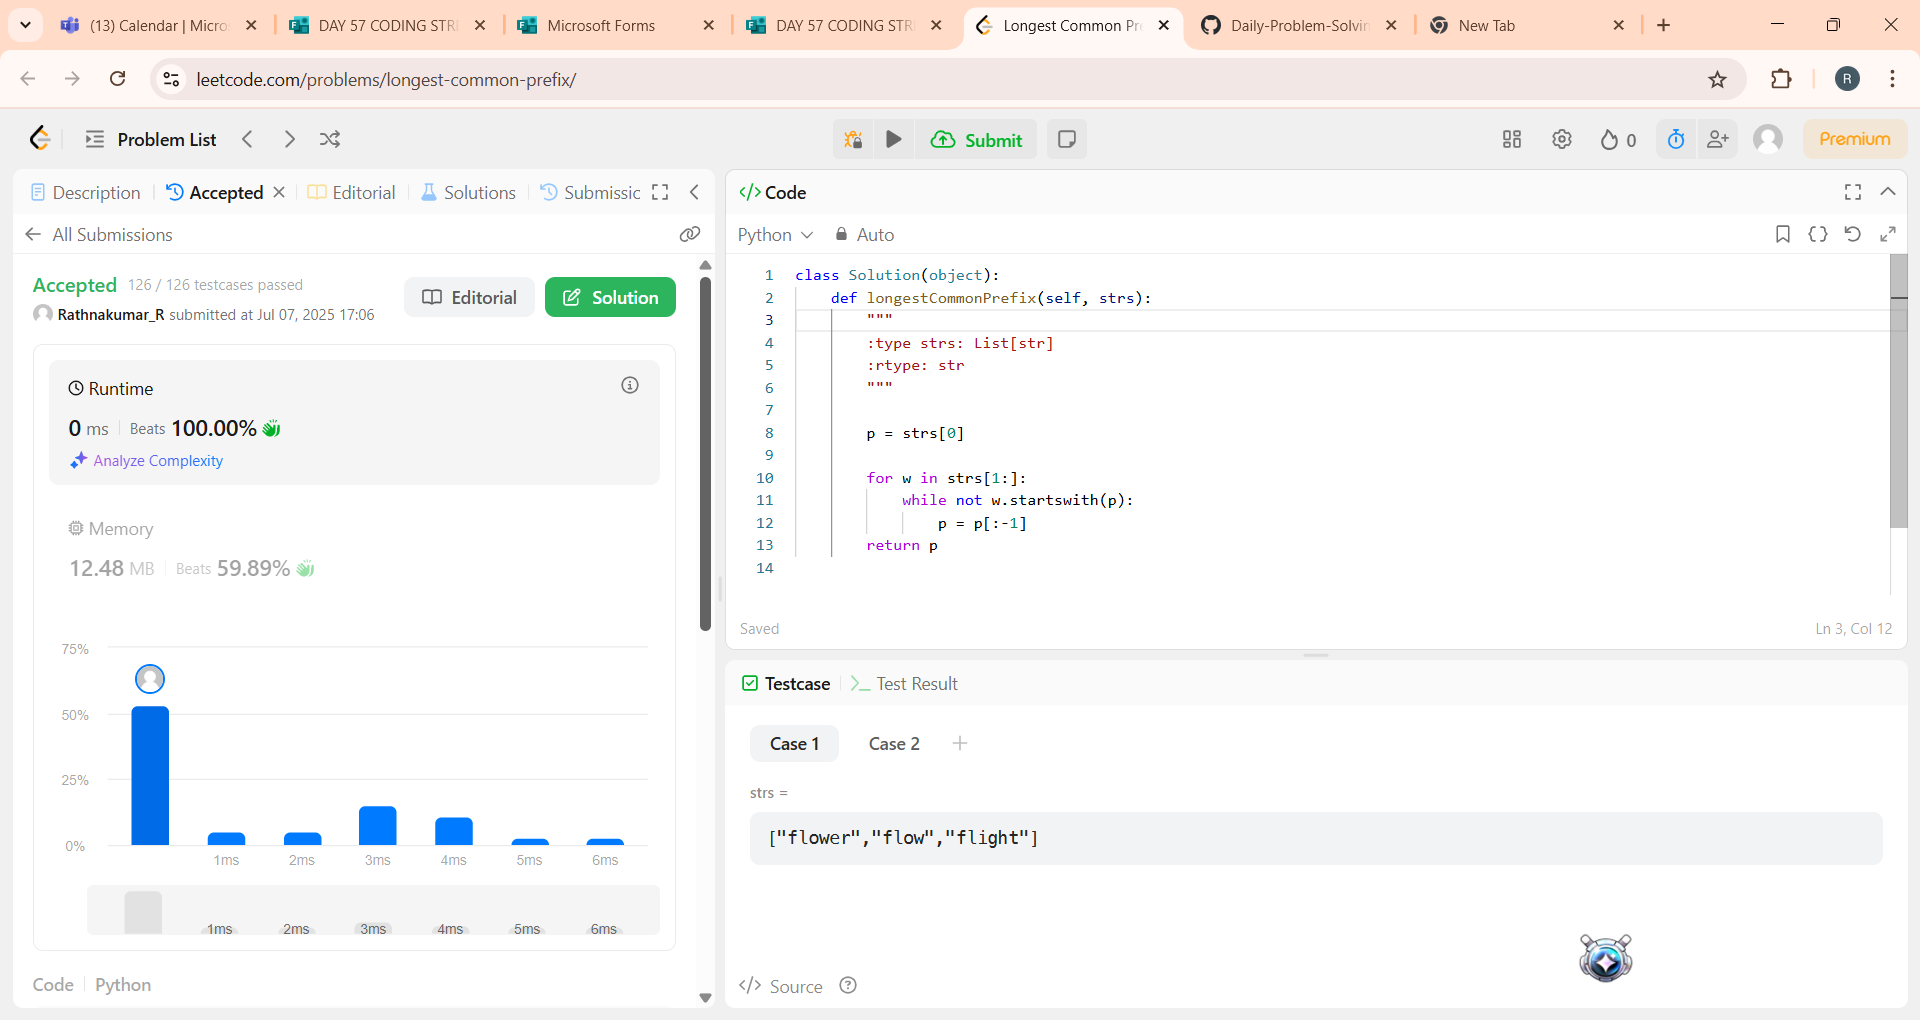 (13) Calendar | Micro
DAY 57 CODING STR
Microsoft Forms
DAY 57 CODING STR
Longest Common Pr
Daily-Problem-Solvin
New Tab
leetcode.com/problems/longest-common-prefix/
R
Problem List
Submit
0
Premium
Description
Accepted
Editorial
Solutions
Submissic
All Submissions
Accepted 126 / 126 testcases passed
Rathnakumar_R submitted at Jul 07, 2025 17:06
Editorial
Solution
Runtime
0 ms Beats 100.00%
Analyze Complexity
Memory
12.48 MB Beats 59.89%
75%
50%
25%
0%
1ms 2ms 3ms 4ms 5ms 6ms
1ms 2ms 3ms 4ms 5ms 6ms
Code Python
</> Code
Python Auto
1 class Solution(object):
2 def longestCommonPrefix(self, strs):
3 """
4 :type strs: List[str]
5 :rtype: str
6 """
7
8 p = strs[0]
9
10 for w in strs[1:]:
11 while not w.startswith(p):
12 p = p[:-1]
13 return p
14
Saved
Ln 3, Col 12
Testcase
>_ Test Result
Case 1
Case 2
strs =
["flower","flow","flight"]
</> Source